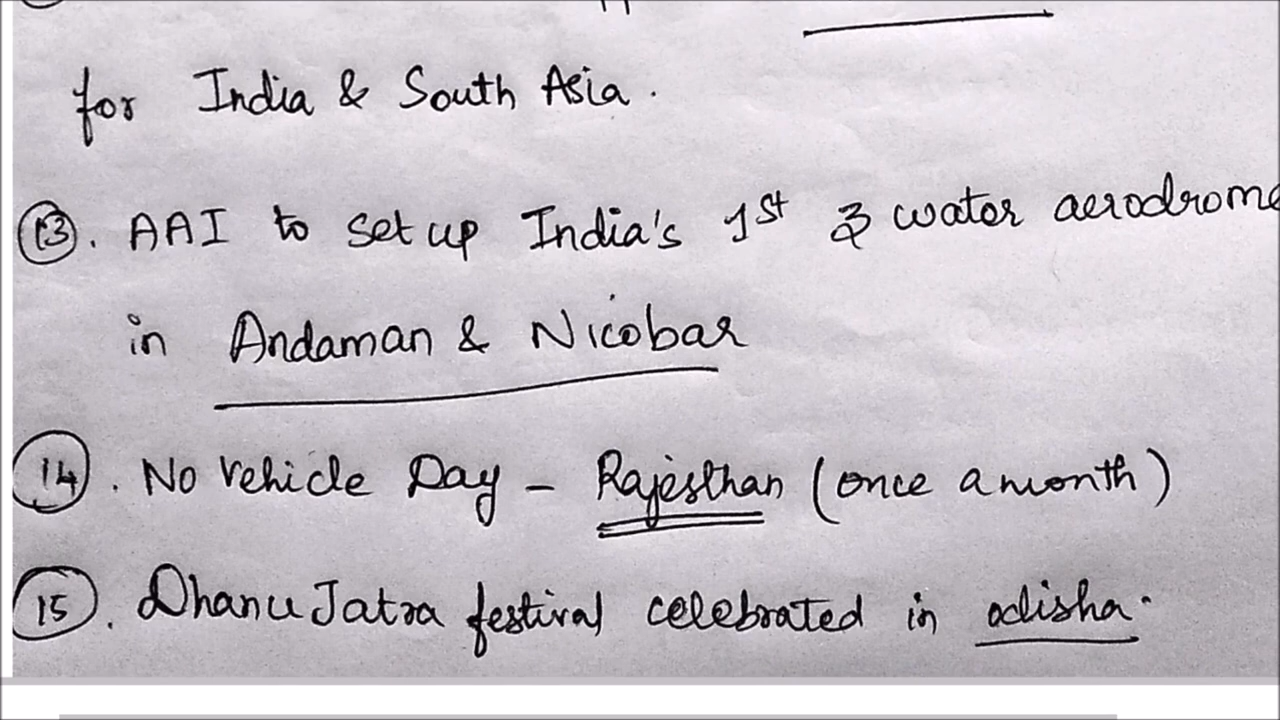 for India & South Asia.
13. AAI to set up India's 1st 3 water aerodrome
in Andaman & Nicobar
14. No Vehicle Day - Rajesthan (once a month)
15. Dhanu Jatra festival celebrated in odisha.